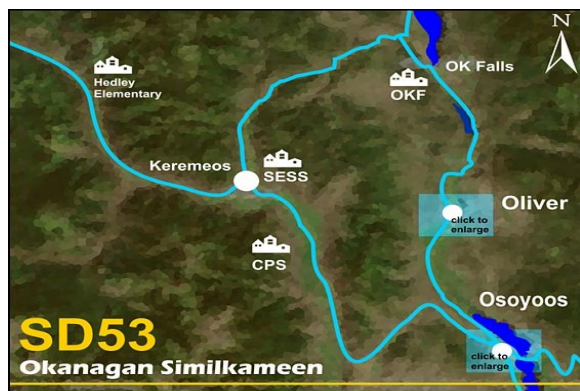 N
Hedley
Elementary
OK Falls
OKF
Keremeos
SESS
Oliver
click to
enlarge
CPS
Osoyoos
click to
enlarge
SD53
Okanagan Similkameen